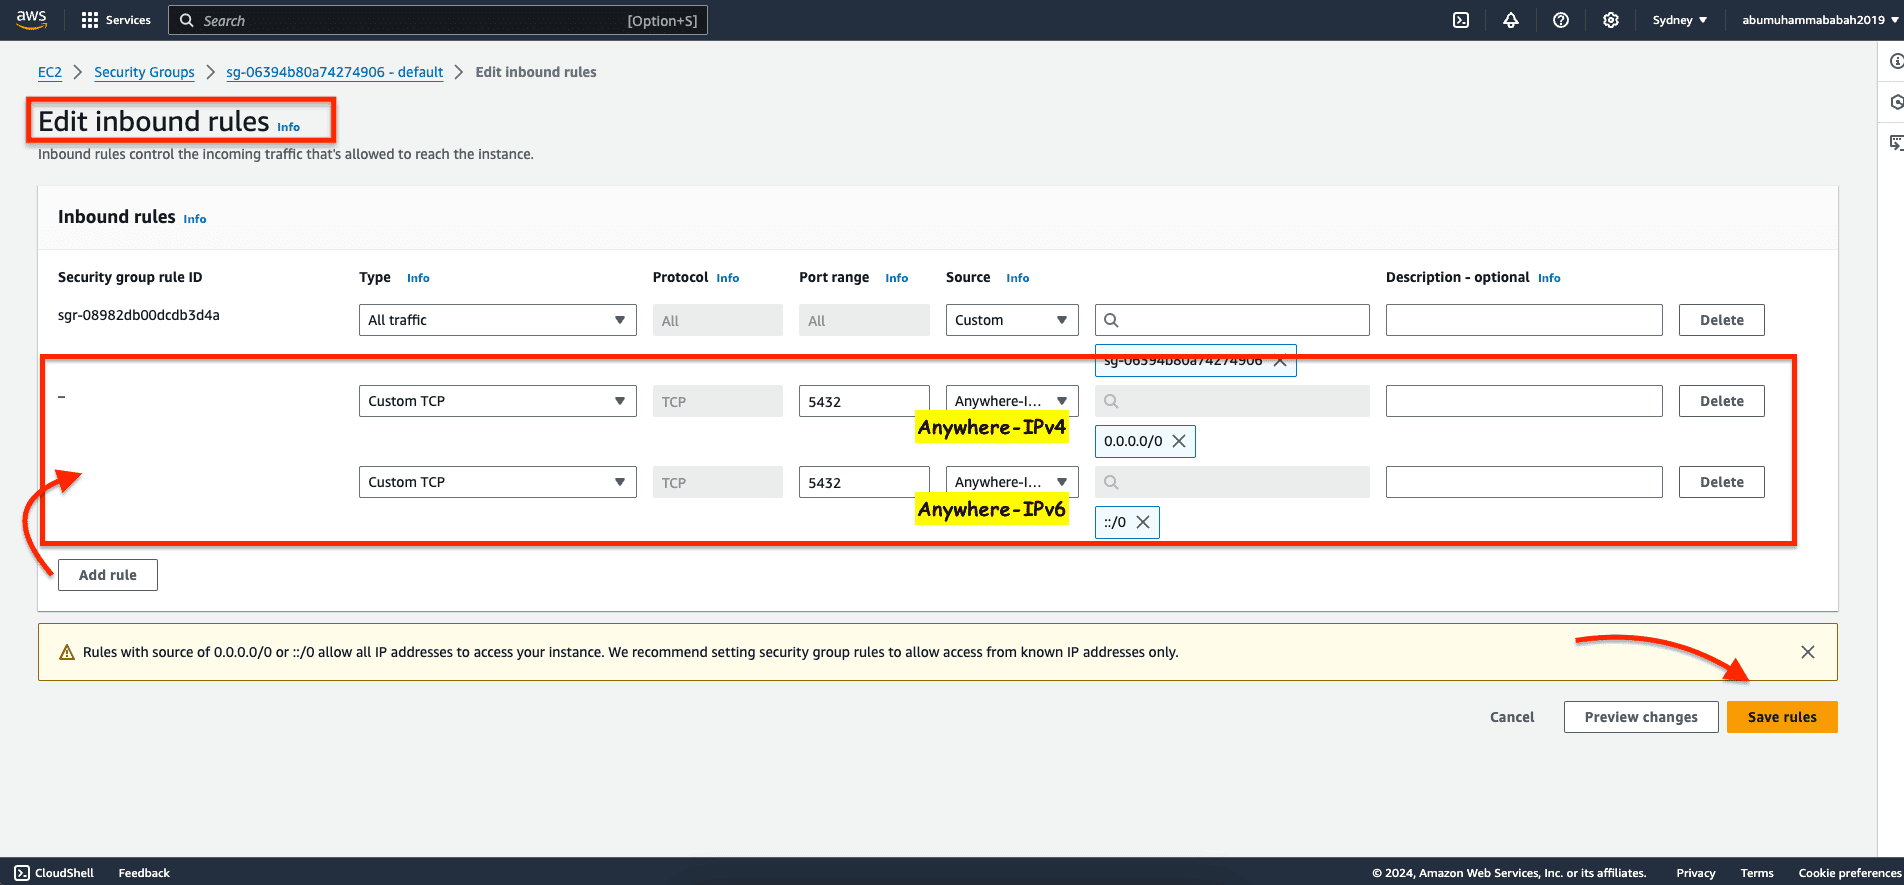 aws Services Search [Option+S] Sydney abumuhammababah2019
EC2 Security Groups sg-06394b80a74274906 - default Edit inbound rules
Edit inbound rules Info
Inbound rules control the incoming traffic that's allowed to reach the instance.
Inbound rules Info
Security group rule ID Type Info Protocol Info Port range Info Source Info Description - optional Info
sgr-08982db00dcdb3d4a All traffic All All Custom Delete
sg-06394b80a74274906
– Custom TCP TCP 5432 Anywhere-I... Delete
Anywhere-IPv4
0.0.0.0/0
Custom TCP TCP 5432 Anywhere-I... Delete
Anywhere-IPv6
::/0
Add rule
Rules with source of 0.0.0.0/0 or ::/0 allow all IP addresses to access your instance. We recommend setting security group rules to allow access from known IP addresses only.
Cancel Preview changes Save rules
CloudShell Feedback © 2024, Amazon Web Services, Inc. or its affiliates. Privacy Terms Cookie preferences